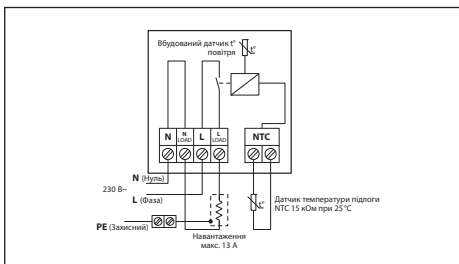 Вбудований датчик t°
повітря
t°
N
N
LOAD
L
L
LOAD
NTC
N (Нуль)
230 В~
L (Фаза)
t°
Датчик температури підлоги
NTC 15 кОм при 25 °C
PE (Захисний)
Навантаження
макс. 13 А